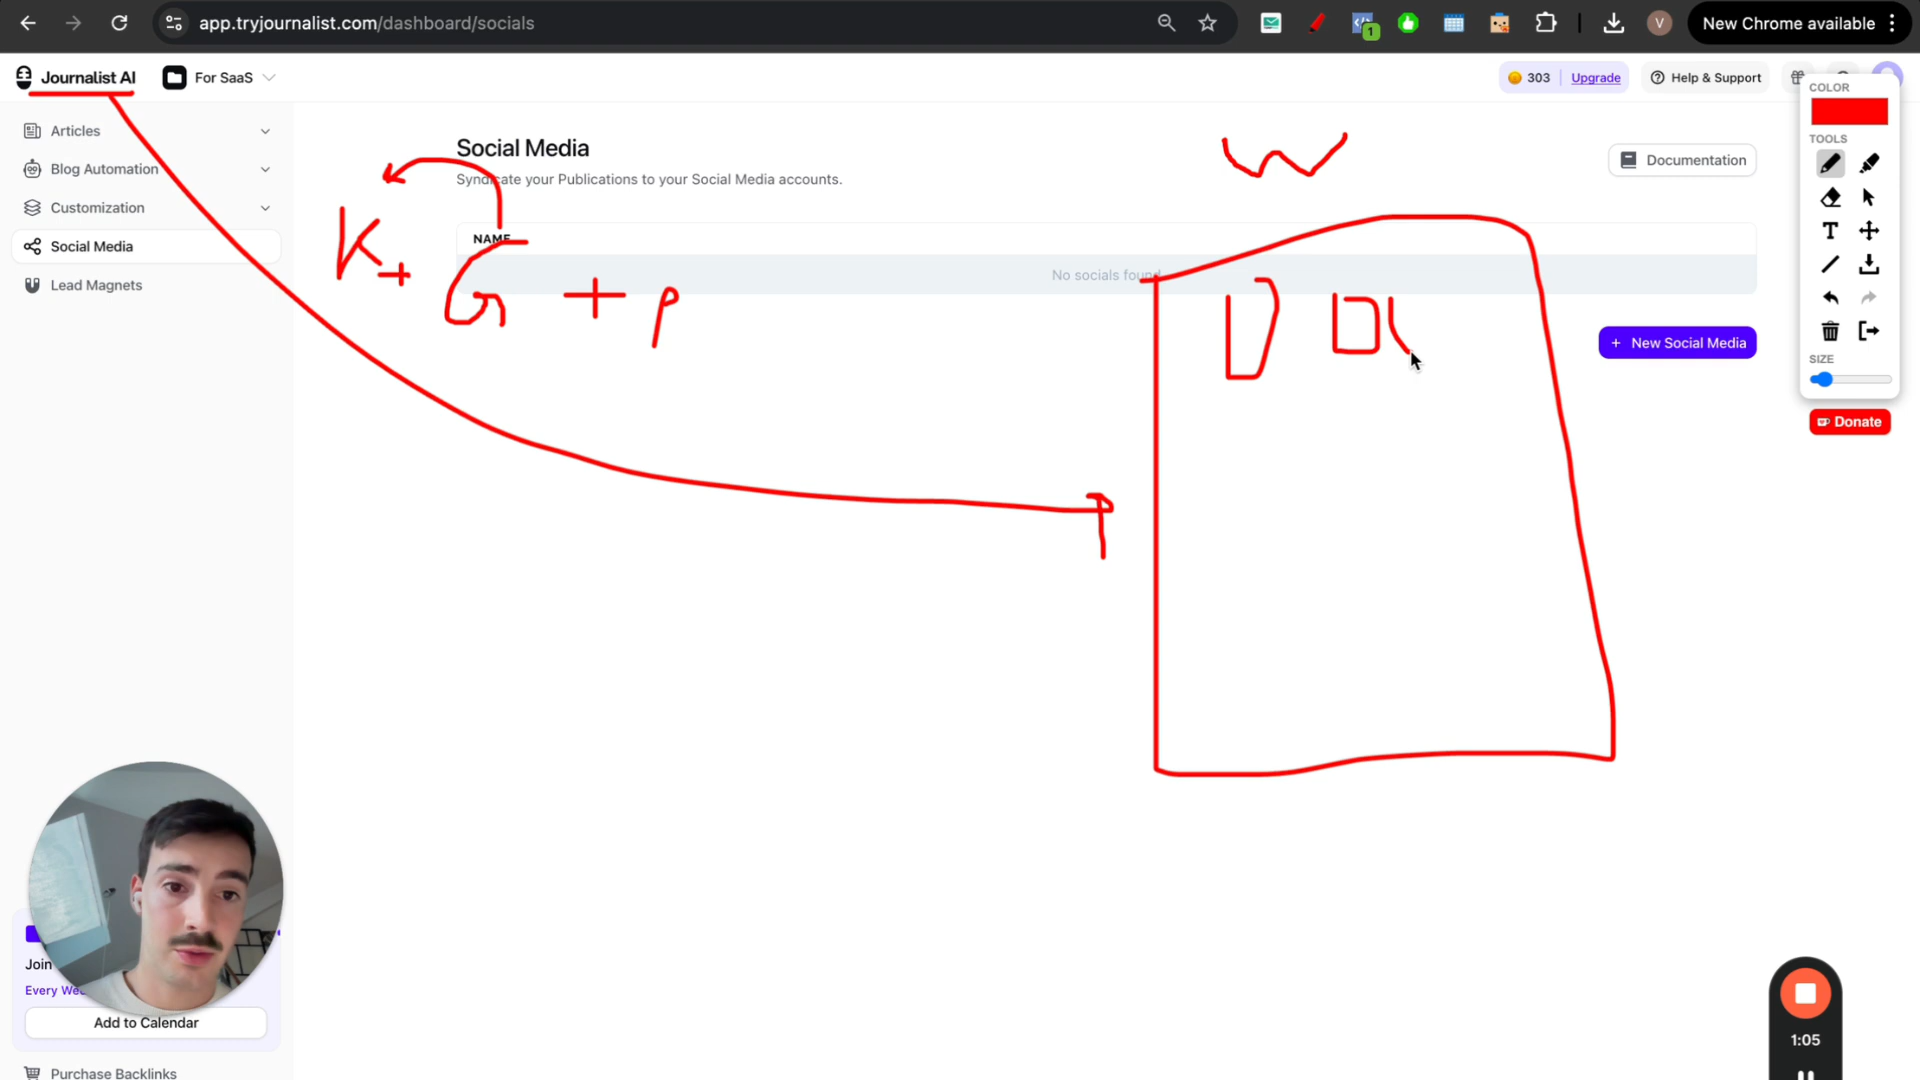 app.tryjournalist.com/dashboard/socials
1
V
New Chrome available
Journalist AI
For SaaS
303
Upgrade
Help & Support
COLOR
TOOLS
SIZE
Donate
Articles
Blog Automation
Customization
Social Media
Lead Magnets
Social Media
Syndicate your Publications to your Social Media accounts.
Documentation
W
K + G + P
NAME
No socials found
D D
New Social Media
Join
Every
Add to Calendar
Purchase Backlinks
1:05